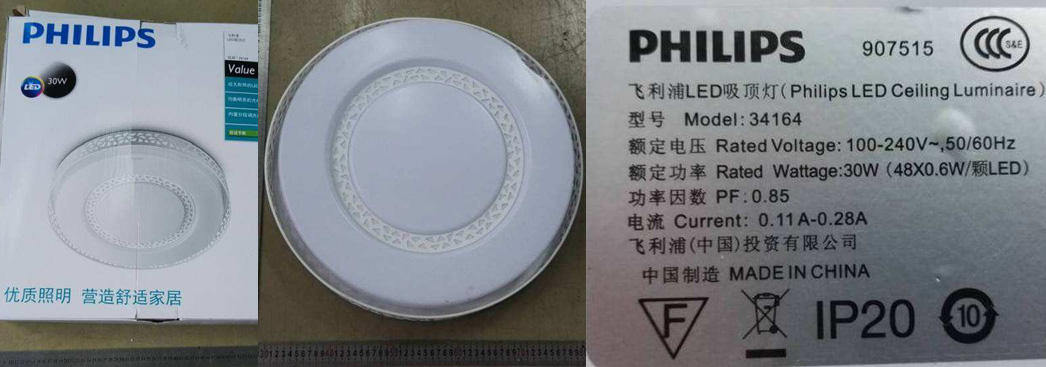 PHILIPS
LED
30W
Value
优质照明 营造舒适家居
PHILIPS 907515 CCC S&E
飞利浦LED吸顶灯(Philips LED Ceiling Luminaire)
型号 Model: 34164
额定电压 Rated Voltage: 100-240V~,50/60Hz
额定功率 Rated Wattage:30W (48X0.6W/颗LED)
功率因数 PF: 0.85
电流 Current: 0.11A-0.28A
飞利浦(中国)投资有限公司
中国制造 MADE IN CHINA
F IP20 10